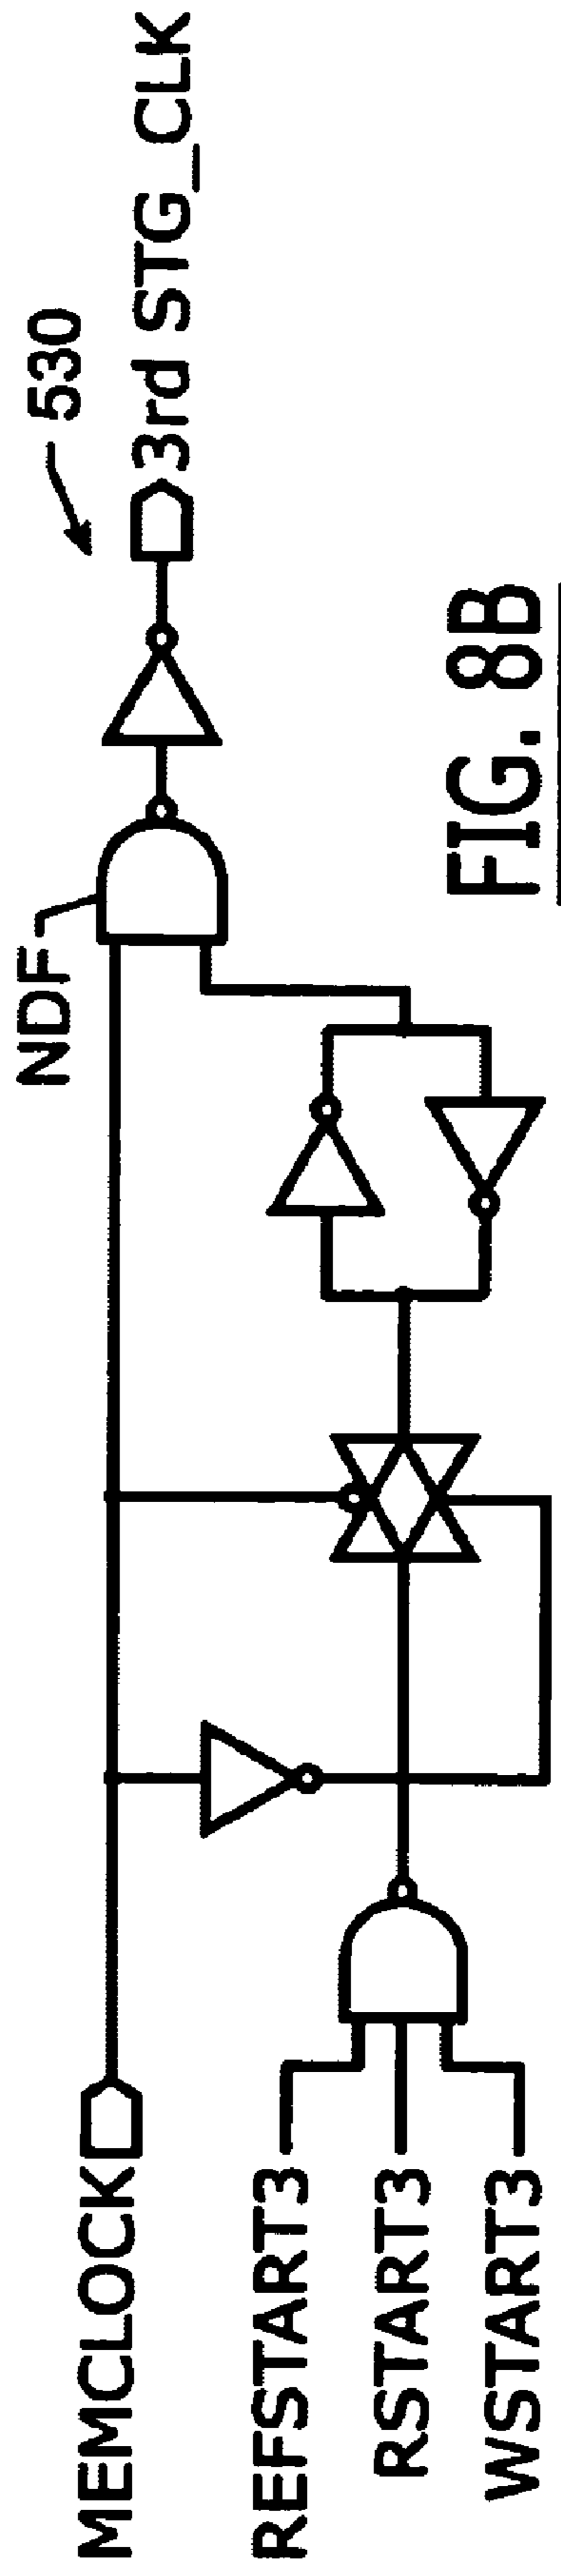 530
MEMCLOCK
NDF
3rd STG_CLK
REFSTART3
RSTART3
WSTART3
FIG. 8B